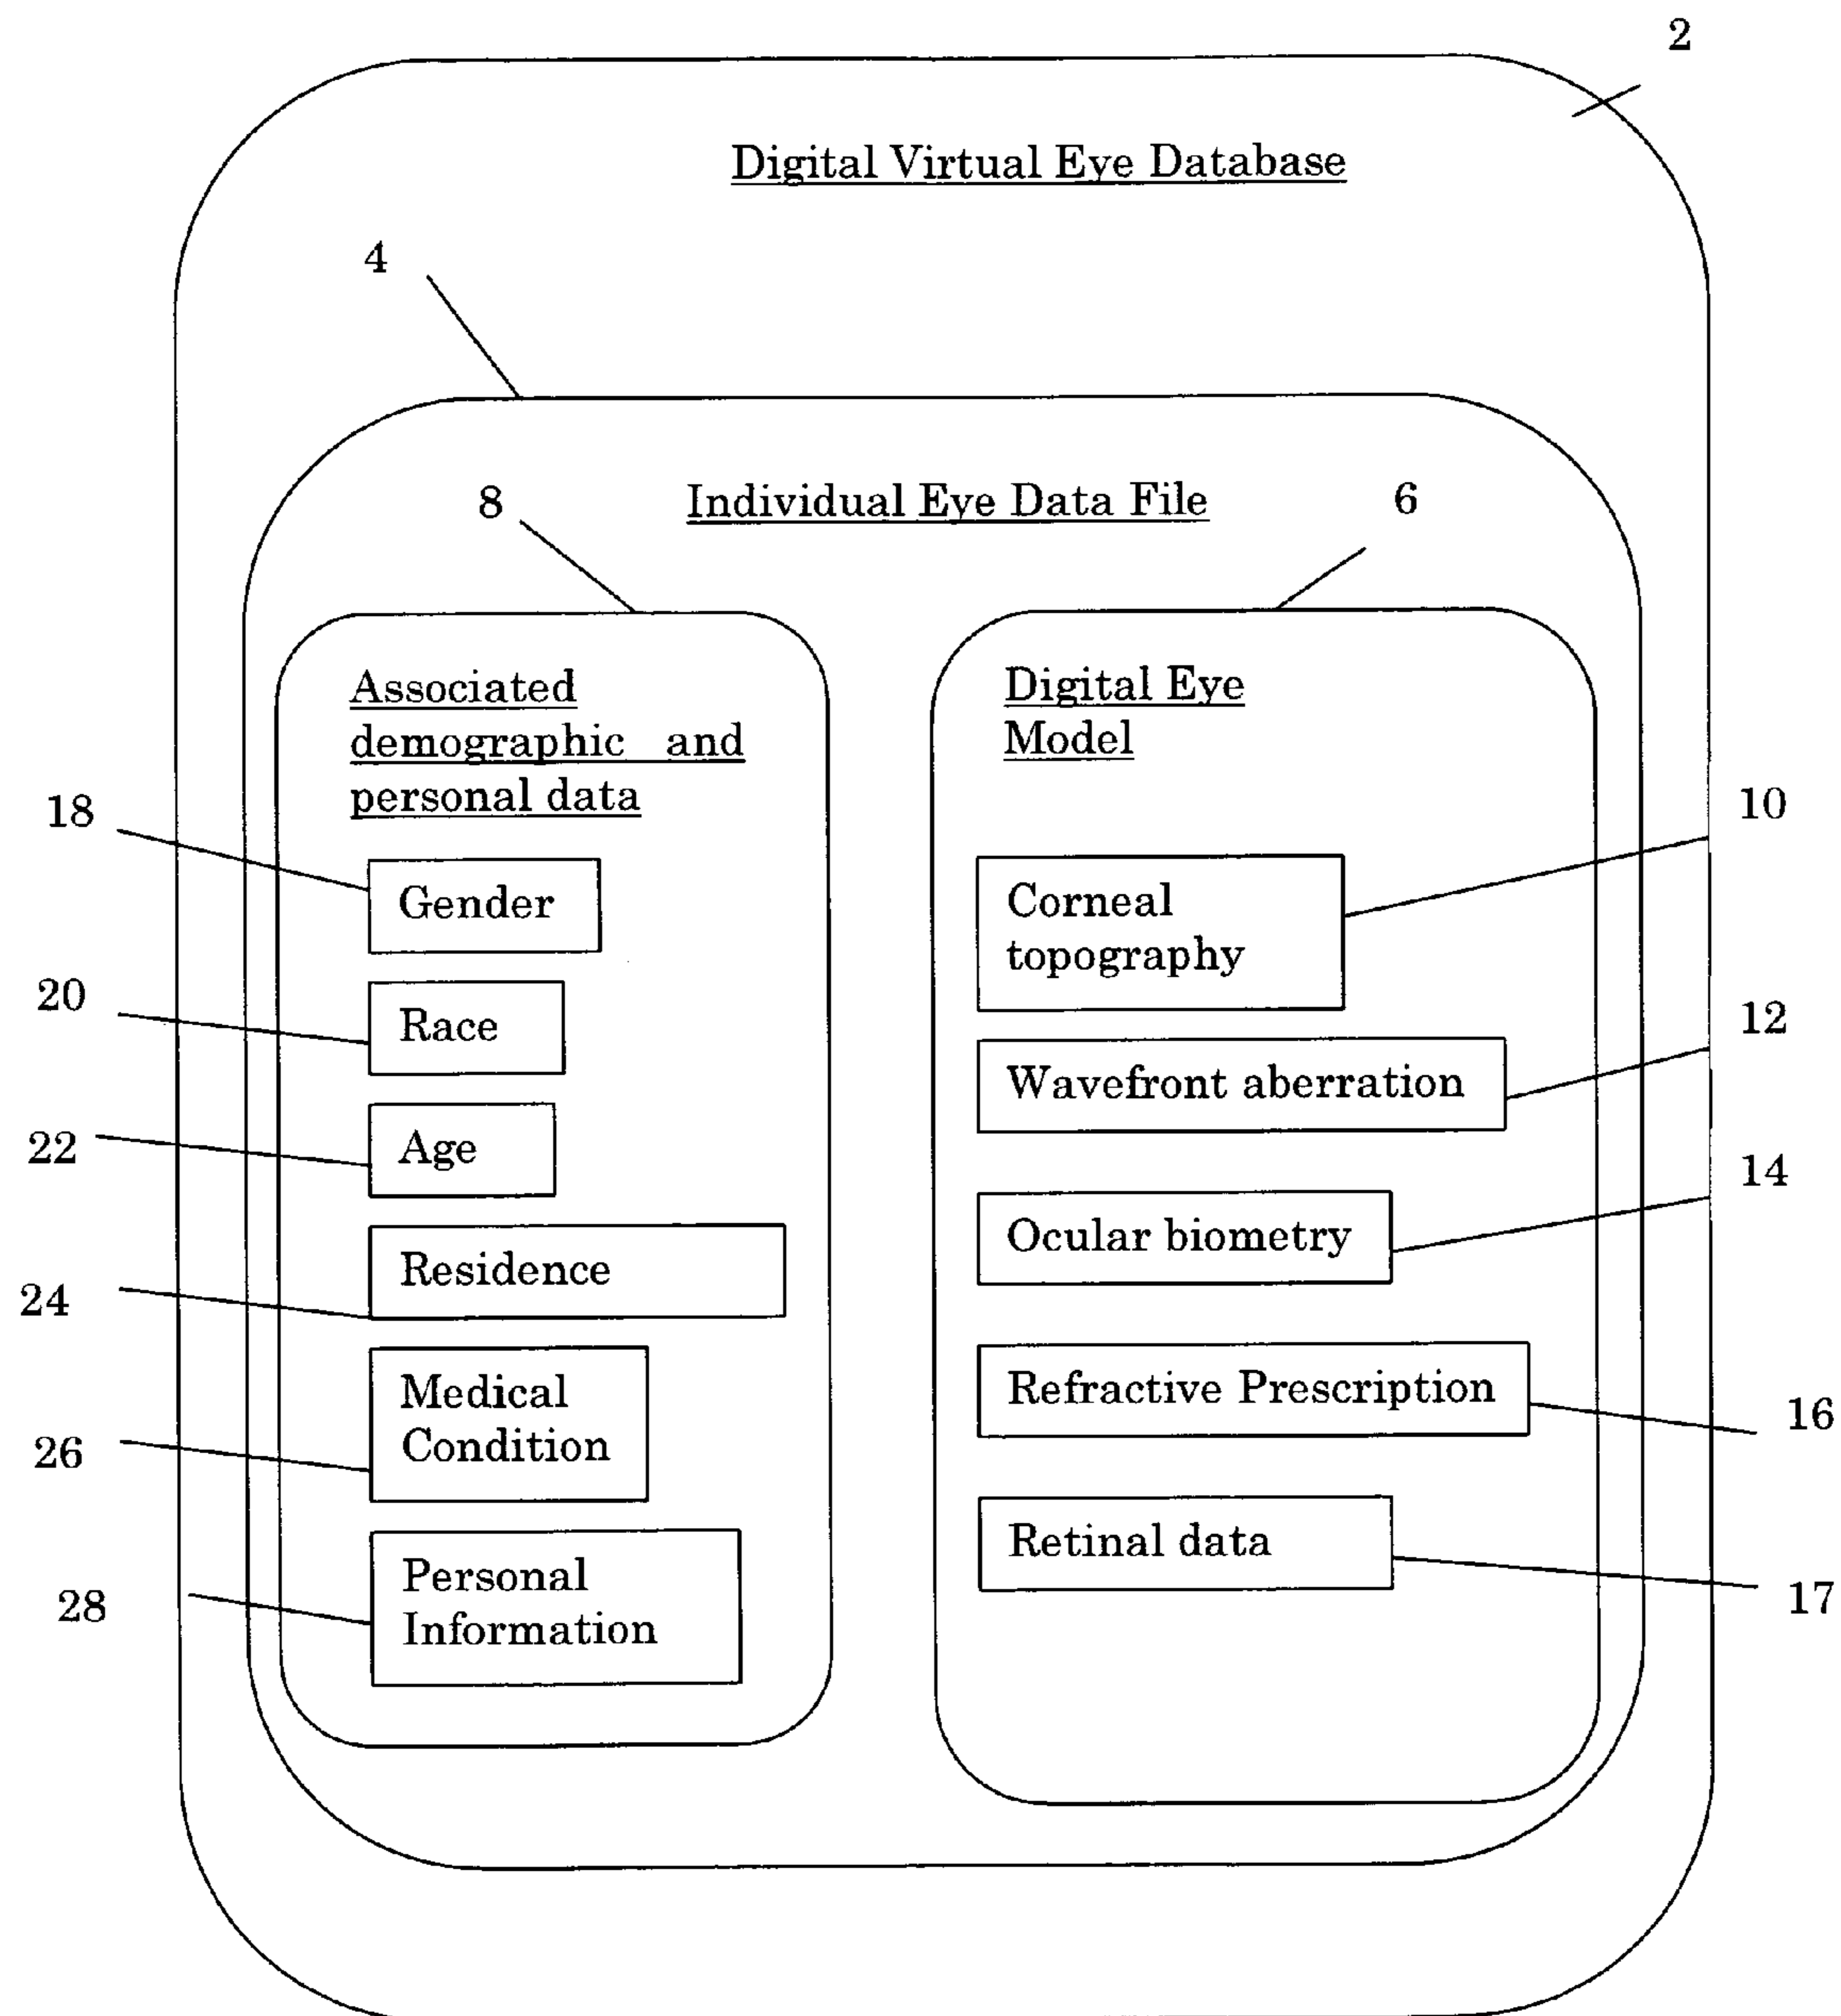 2
Digital Virtual Eye Database
4
8
Individual Eye Data File
6
Associated
demographic and
personal data
18
Gender
20
Race
22
Age
24
Residence
26
Medical
Condition
28
Personal
Information
Digital Eye
Model
10
Corneal
topography
12
Wavefront aberration
14
Ocular biometry
16
Refractive Prescription
17
Retinal data